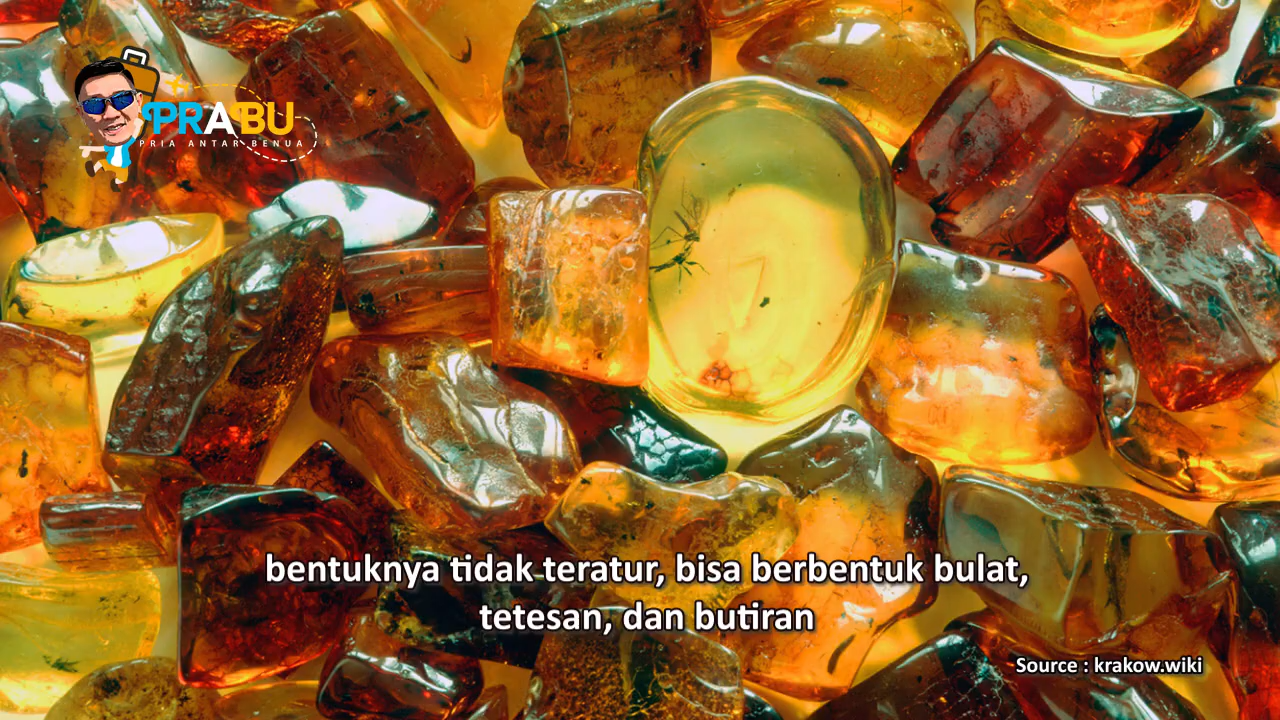 PRABU
PRIA ANTAR BENUA
bentuknya tidak teratur, bisa berbentuk bulat,
tetesan, dan butiran
Source : krakow.wiki